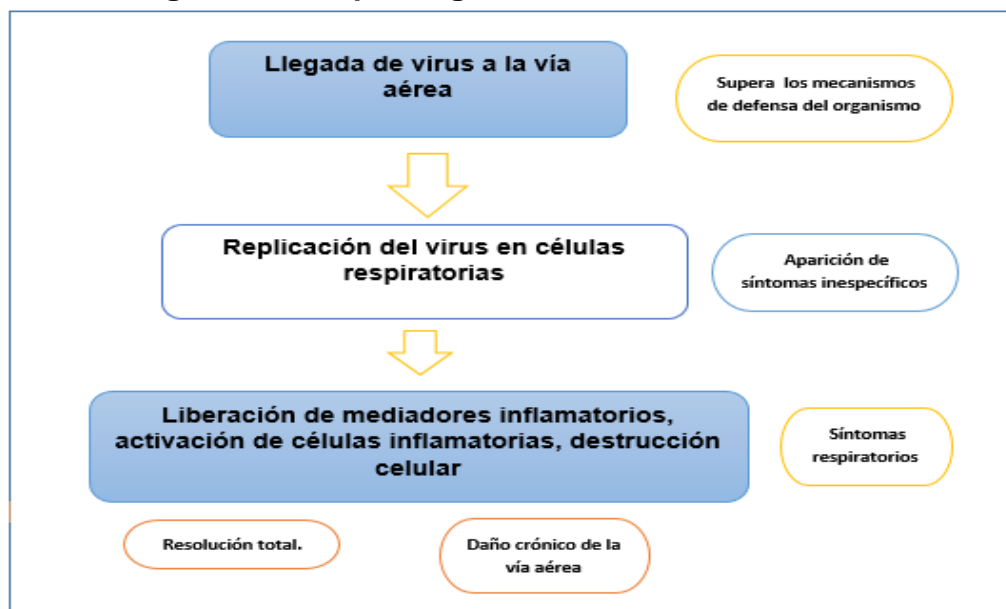 Llegada de virus a la vía
aérea
Supera los mecanismos
de defensa del organismo
Replicación del virus en células
respiratorias
Aparición de
síntomas inespecíficos
Liberación de mediadores inflamatorios,
activación de células inflamatorias, destrucción
celular
Síntomas
respiratorios
Resolución total.
Daño crónico de la
vía aérea